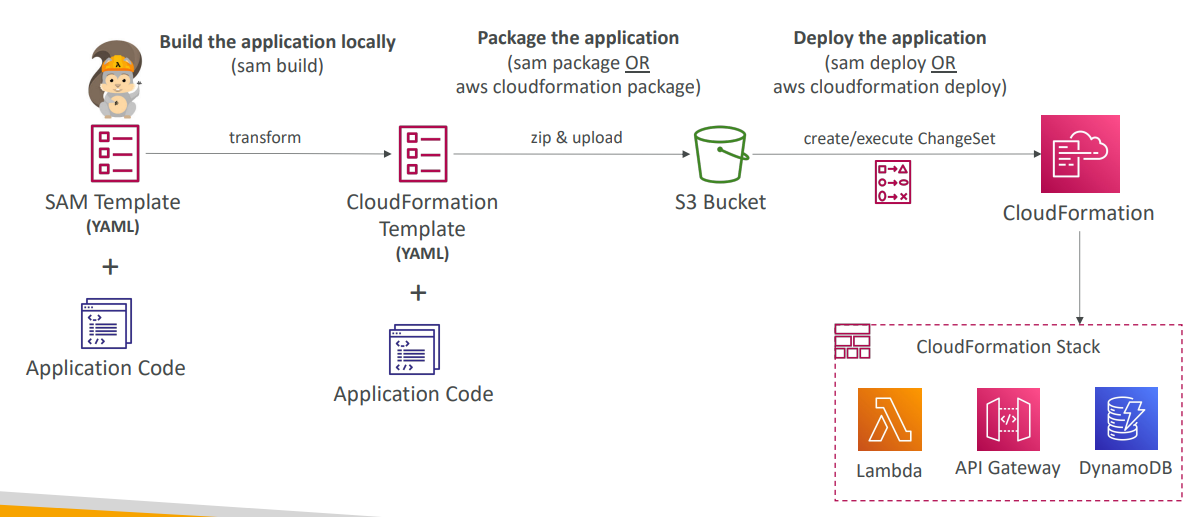 Build the application locally
(sam build)
Package the application
(sam package OR
aws cloudformation package)
Deploy the application
(sam deploy OR
aws cloudformation deploy)
transform
zip & upload
create/execute ChangeSet
SAM Template
(YAML)
+
Application Code
CloudFormation
Template
(YAML)
+
Application Code
S3 Bucket
CloudFormation
CloudFormation Stack
Lambda
API Gateway
DynamoDB